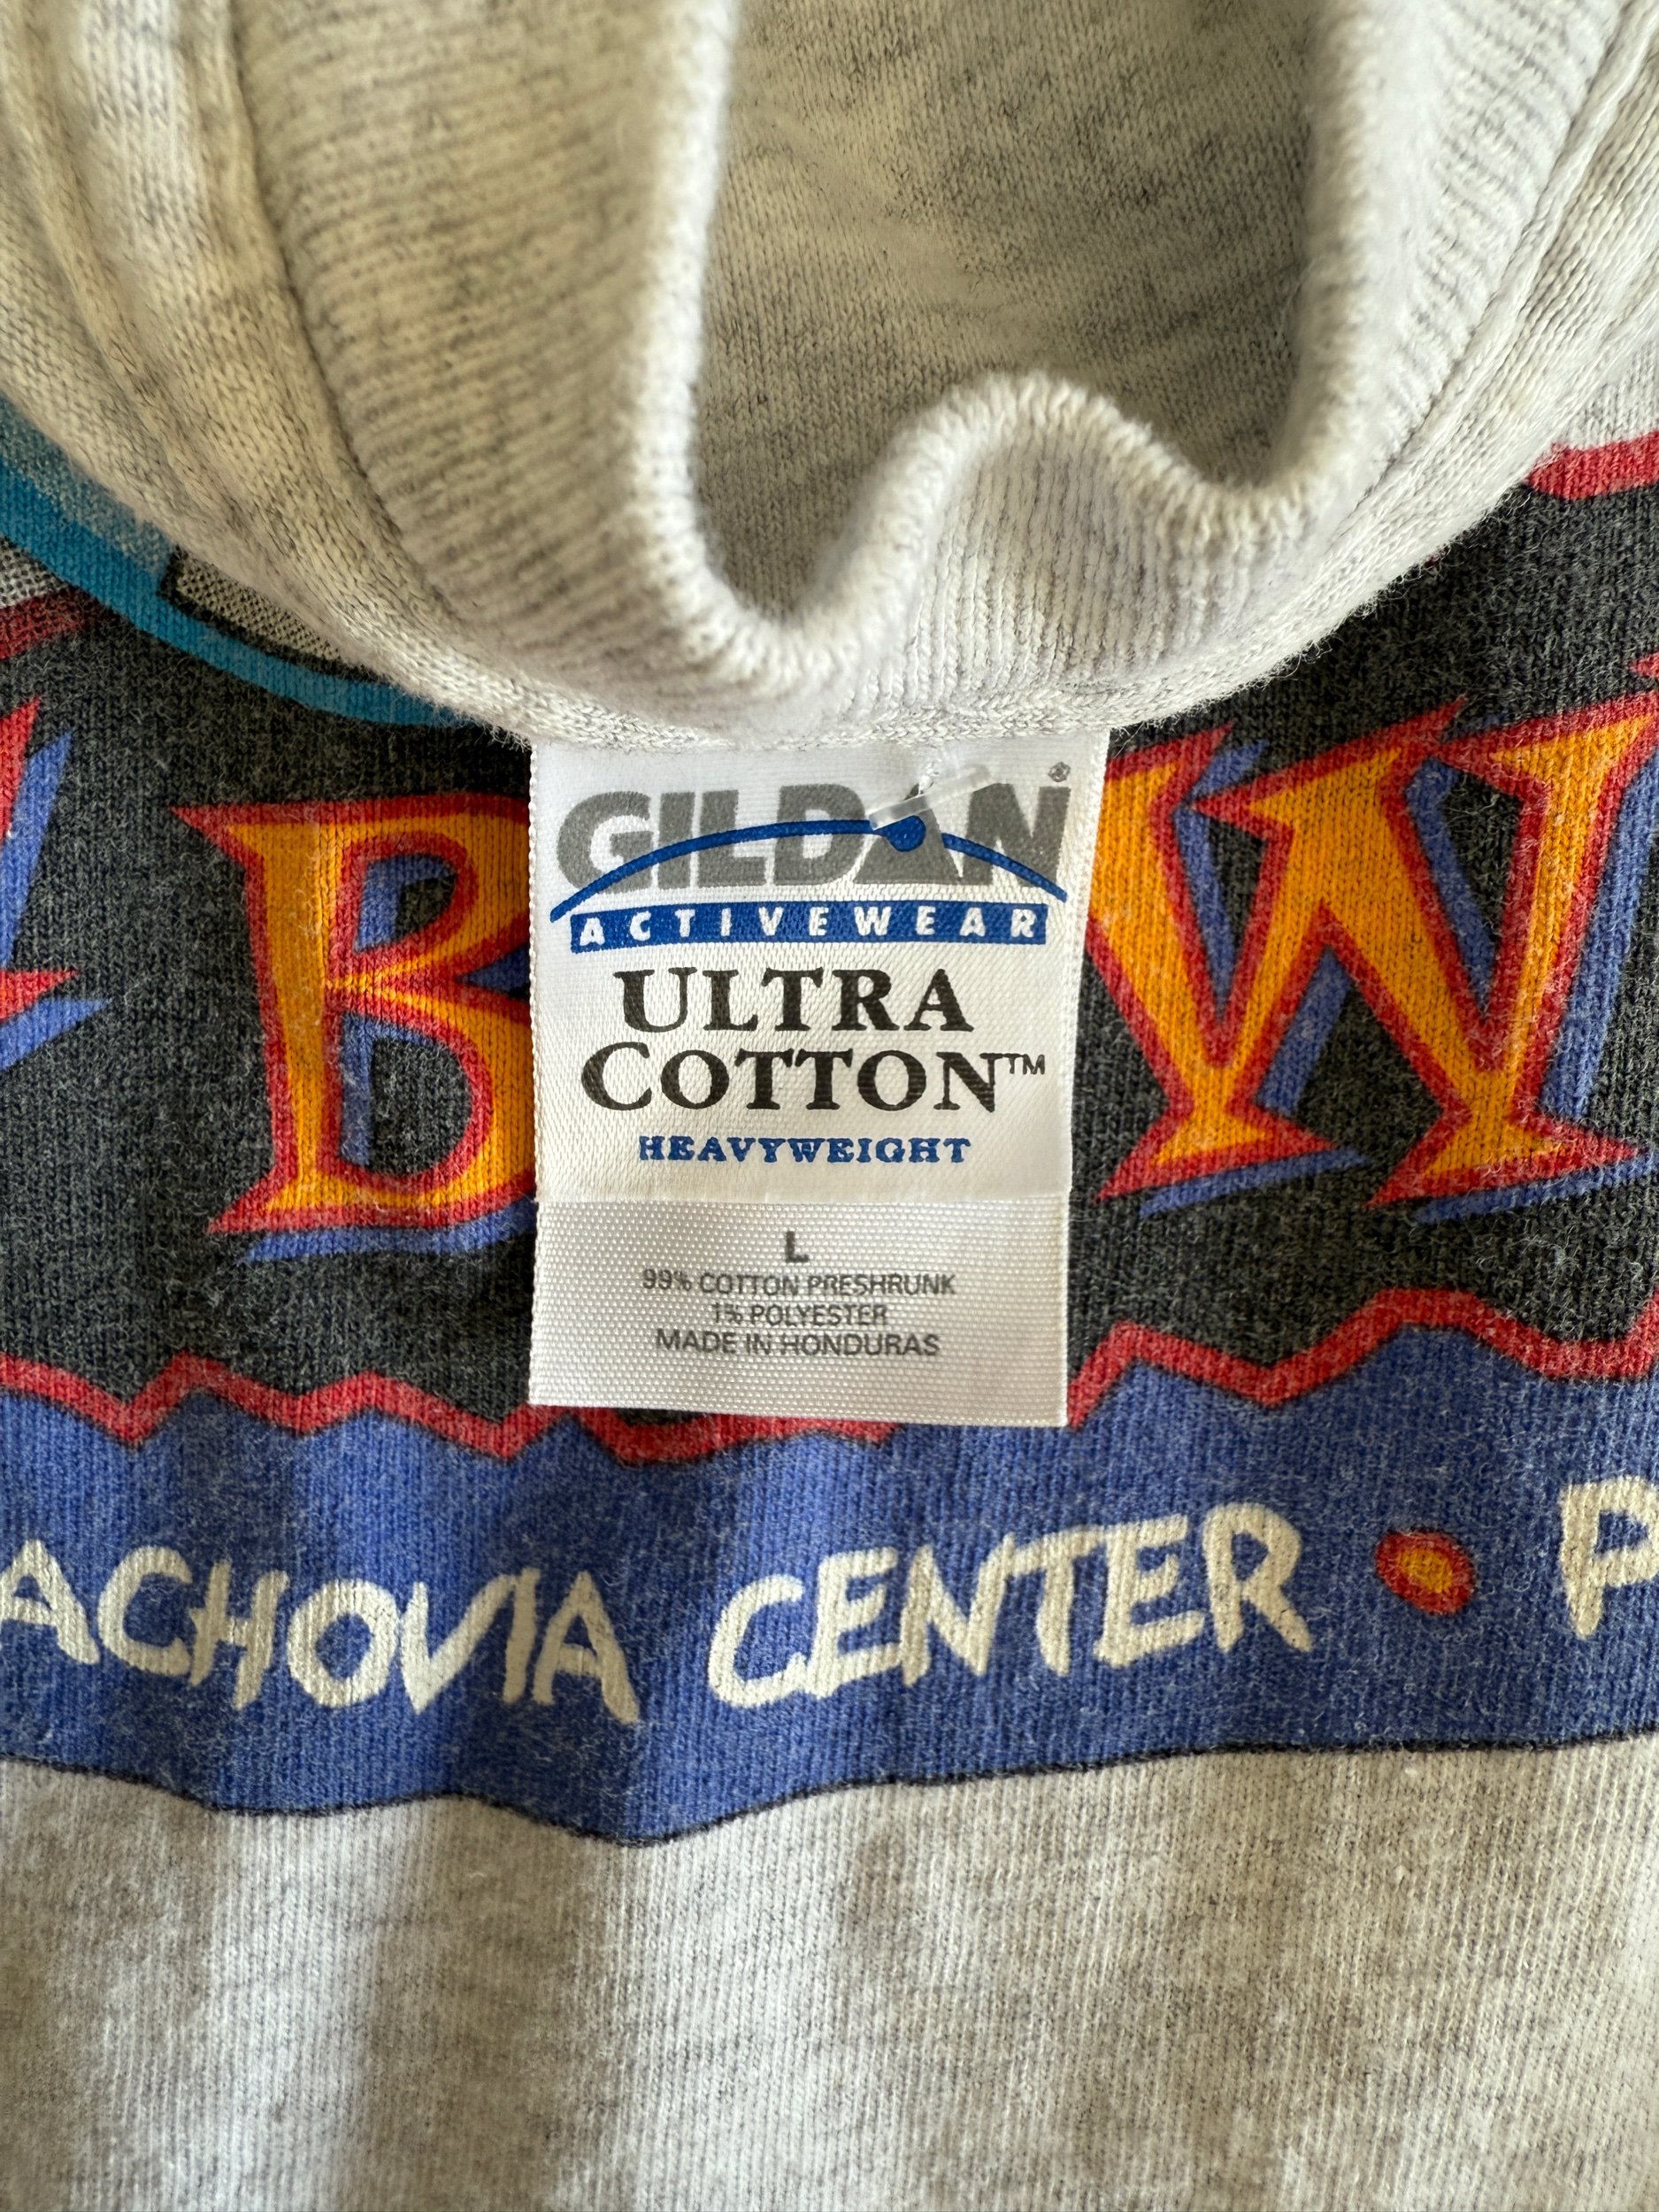 B W
GILDAN®
ACTIVEWEAR
ULTRA
COTTON™
HEAVYWEIGHT
L
99% COTTON PRESHRUNK
1% POLYESTER
MADE IN HONDURAS
ACHOVIA CENTER • P